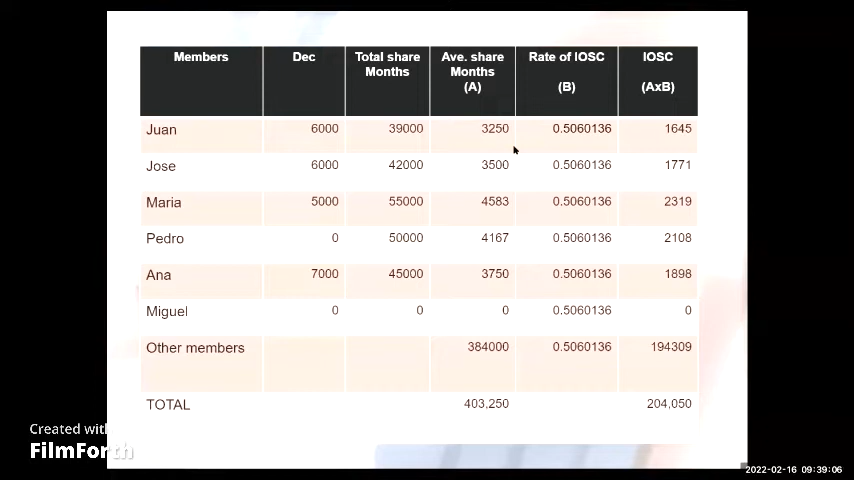 Members Dec Total share Months Ave. share Months (A) Rate of IOSC (B) IOSC (AxB)
Juan 6000 39000 3250 0.5060136 1645
Jose 6000 42000 3500 0.5060136 1771
Maria 5000 55000 4583 0.5060136 2319
Pedro 0 50000 4167 0.5060136 2108
Ana 7000 45000 3750 0.5060136 1898
Miguel 0 0 0 0.5060136 0
Other members 384000 0.5060136 194309
TOTAL 403,250 204,050
Created with
FilmForth
2022-02-16 09:39:06